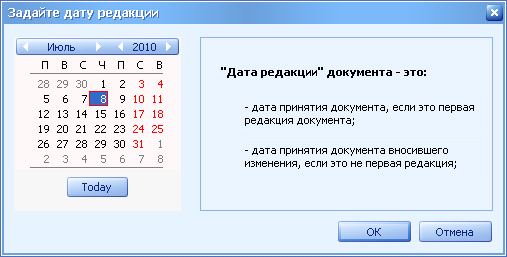 Задайте дату редакции
Июль 2010
П В С Ч П С В
28 29 30 1 2 3 4
5 6 7 8 9 10 11
12 13 14 15 16 17 18
19 20 21 22 23 24 25
26 27 28 29 30 31 1
2 3 4 5 6 7 8
Today
"Дата редакции" документа - это:
- дата принятия документа, если это первая
редакция документа;
- дата принятия документа вносившего
изменения, если это не первая редакция;
ОК Отмена